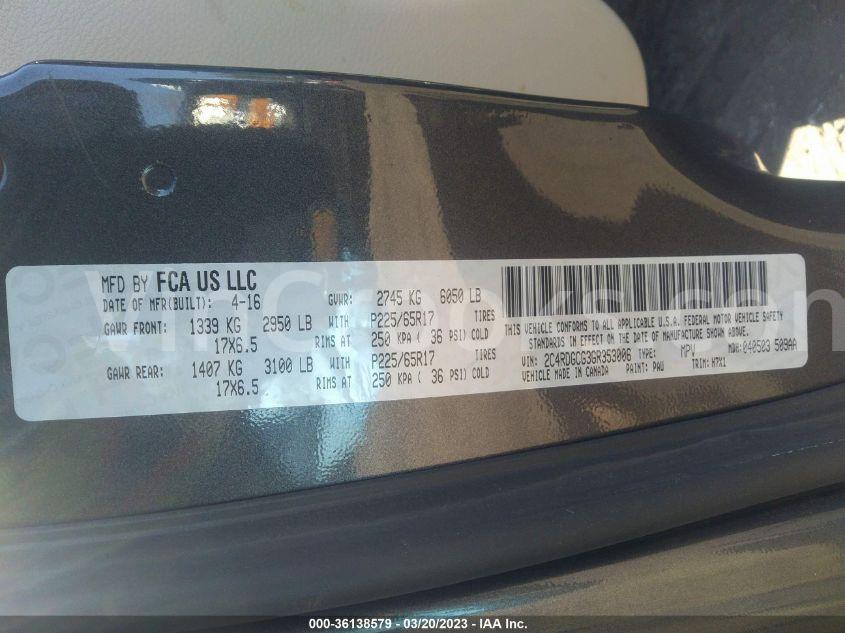 MFD BY FCA US LLC
DATE OF MFR(BUILT): 4-16 GVWR: 2745 KG 6050 LB
GAWR FRONT: 1339 KG 2950 LB WITH P225/65R17 TIRES
17X6.5 RIMS AT 250 KPA ( 36 PSI) COLD
GAWR REAR: 1407 KG 3100 LB WITH P225/65R17 TIRES
17X6.5 RIMS AT 250 KPA ( 36 PSI) COLD
THIS VEHICLE CONFORMS TO ALL APPLICABLE U.S.A. FEDERAL MOTOR VEHICLE SAFETY
STANDARDS IN EFFECT ON THE DATE OF MANUFACTURE SHOWN ABOVE.
VIN: 2C4RDGCG3GR353006 TYPE: MPV MDH: 040503 509AA
VEHICLE MADE IN CANADA PAINT: PAU TRIM: H7X1
000-36138579 - 03/20/2023 - IAA Inc.